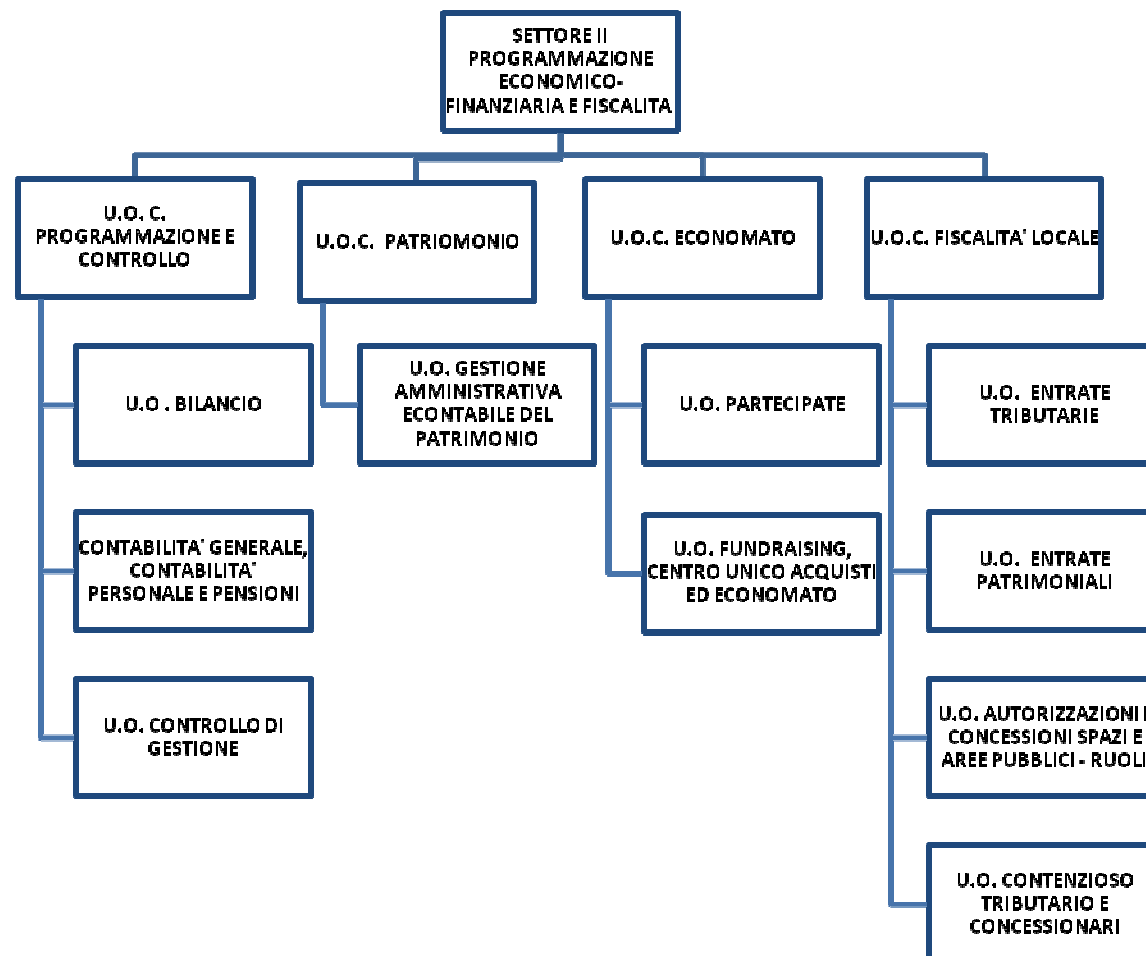 SETTORE II
PROGRAMMAZIONE
ECONOMICO-
FINANZIARIA E FISCALITA
U.O. C.
PROGRAMMAZIONE E
CONTROLLO
U.O.C. PATRIOMONIO
U.O.C. ECONOMATO
U.O.C. FISCALITA' LOCALE
U.O . BILANCIO
CONTABILITA' GENERALE,
CONTABILITA'
PERSONALE E PENSIONI
U.O. CONTROLLO DI
GESTIONE
U.O. GESTIONE
AMMINISTRATIVA
ECONTABILE DEL
PATRIMONIO
U.O. PARTECIPATE
U.O. FUNDRAISING,
CENTRO UNICO ACQUISTI
ED ECONOMATO
U.O. ENTRATE
TRIBUTARIE
U.O. ENTRATE
PATRIMONIALI
U.O. AUTORIZZAZIONI
CONCESSIONI SPAZI E
AREE PUBBLICI - RUOLI
U.O. CONTENZIOSO
TRIBUTARIO E
CONCESSIONARI